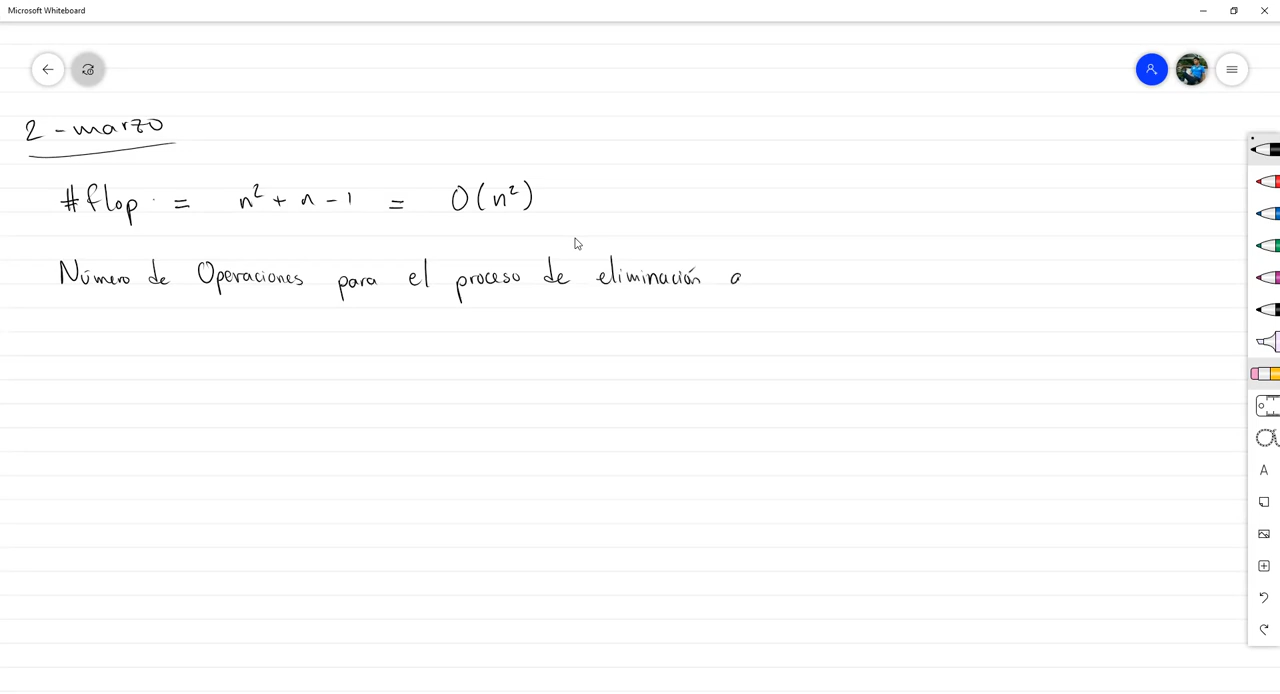 Microsoft Whiteboard
2 - marzo
#flop = n² + n - 1 = O(n²)
Número de Operaciones para el proceso de eliminación a
A